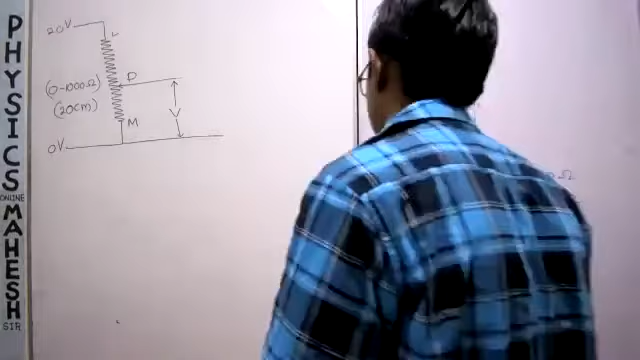 PHYSICS
ONLINE
MAHESH
SIR
20V
L
(0-1000Ω)
(20cm)
P
V
M
0V
Ω